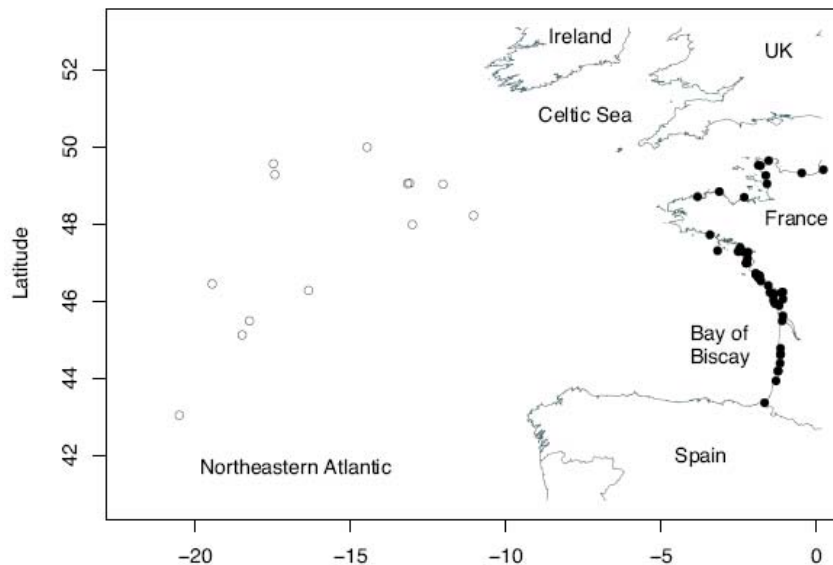 Ireland
UK
Celtic Sea
France
Bay of
Biscay
Spain
Northeastern Atlantic
Latitude
52
50
48
46
44
42
−20
−15
−10
−5
0